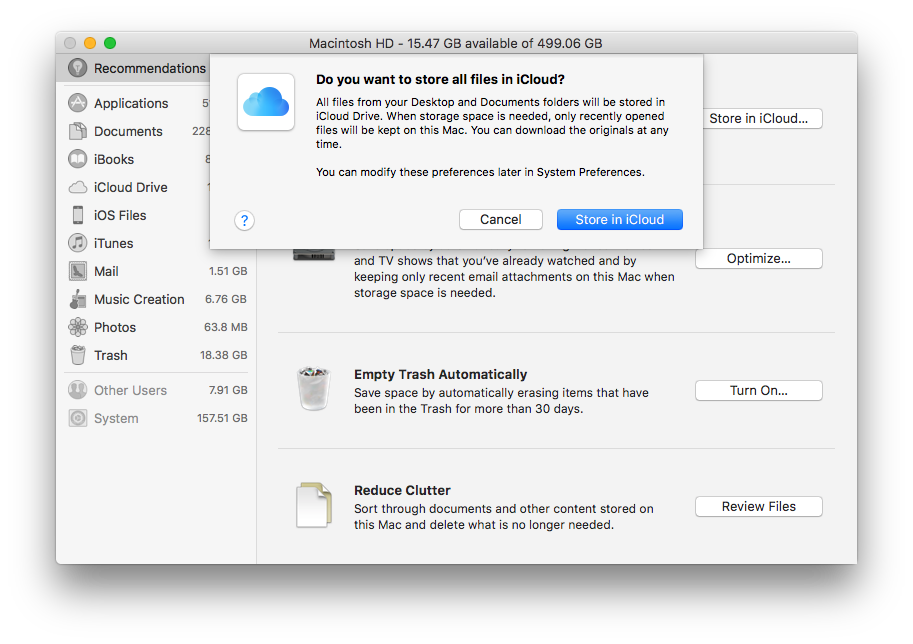 Macintosh HD - 15.47 GB available of 499.06 GB
Recommendations
Applications
Documents 228
iBooks
iCloud Drive
iOS Files
iTunes
Mail 1.51 GB
Music Creation 6.76 GB
Photos 63.8 MB
Trash 18.38 GB
Other Users 7.91 GB
System 157.51 GB
Do you want to store all files in iCloud?
All files from your Desktop and Documents folders will be stored in
iCloud Drive. When storage space is needed, only recently opened
files will be kept on this Mac. You can download the originals at any
time.
You can modify these preferences later in System Preferences.
?
Cancel
Store in iCloud
Store in iCloud...
and TV shows that you've already watched and by
keeping only recent email attachments on this Mac when
storage space is needed.
Optimize...
Empty Trash Automatically
Save space by automatically erasing items that have
been in the Trash for more than 30 days.
Turn On...
Reduce Clutter
Sort through documents and other content stored on
this Mac and delete what is no longer needed.
Review Files